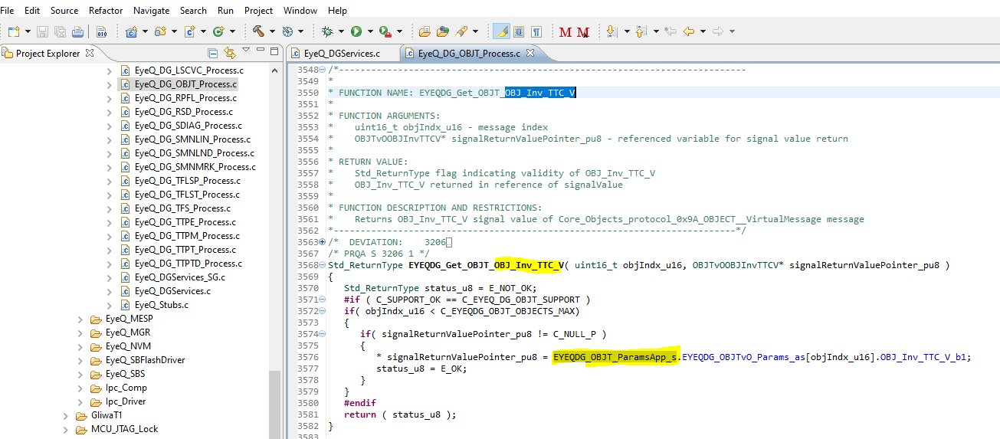 File Edit Source Refactor Navigate Search Run Project Window Help
Project Explorer
EyeQ_DG_LSCVC_Process.c
EyeQ_DG_OBJT_Process.c
EyeQ_DG_RPFL_Process.c
EyeQ_DG_RSD_Process.c
EyeQ_DG_SDIAG_Process.c
EyeQ_DG_SMNLIN_Process.c
EyeQ_DG_SMNLND_Process.c
EyeQ_DG_SMNMRK_Process.c
EyeQ_DG_TFLSP_Process.c
EyeQ_DG_TFLST_Process.c
EyeQ_DG_TFS_Process.c
EyeQ_DG_TTPE_Process.c
EyeQ_DG_TTPM_Process.c
EyeQ_DG_TTPT_Process.c
EyeQ_DG_TTPTD_Process.c
EyeQ_DGServices_SG.c
EyeQ_DGServices.c
EyeQ_Stubs.c
EyeQ_MESP
EyeQ_MGR
EyeQ_NVM
EyeQ_SBFlashDriver
EyeQ_SBS
Ipc_Comp
Ipc_Driver
GliwaT1
MCU_JTAG_Lock
EyeQ_DGServices.c EyeQ_DG_OBJT_Process.c
3548 /*----------------------------------------------------------------------------
3549 *
3550 * FUNCTION NAME: EYEQDG_Get_OBJT_OBJ_Inv_TTC_V
3551 *
3552 * FUNCTION ARGUMENTS:
3553 * uint16_t objIndx_u16 - message index
3554 * OBJTvOOBJInvTTCV* signalReturnValuePointer_pu8 - referenced variable for signal value return
3555 *
3556 * RETURN VALUE:
3557 * Std_ReturnType flag indicating validity of OBJ_Inv_TTC_V
3558 * OBJ_Inv_TTC_V returned in reference of signalValue
3559 *
3560 * FUNCTION DESCRIPTION AND RESTRICTIONS:
3561 * Returns OBJ_Inv_TTC_V signal value of Core_Objects_protocol_0x9A_OBJECT__VirtualMessage message
3562 *---------------------------------------------------------------------------*/
3563 /* DEVIATION: 3206
3567 /* PRQA S 3206 1 */
3568 Std_ReturnType EYEQDG_Get_OBJT_OBJ_Inv_TTC_V( uint16_t objIndx_u16, OBJTvOOBJInvTTCV* signalReturnValuePointer_pu8 )
3569 {
3570 Std_ReturnType status_u8 = E_NOT_OK;
3571 #if ( C_SUPPORT_OK == C_EYEQ_DG_OBJT_SUPPORT )
3572 if( objIndx_u16 < C_EYEQDG_OBJT_OBJECTS_MAX)
3573 {
3574 if( signalReturnValuePointer_pu8 != C_NULL_P )
3575 {
3576 * signalReturnValuePointer_pu8 = EYEQDG_OBJT_ParamsApp_s.EYEQDG_OBJTvO_Params_as[objIndx_u16].OBJ_Inv_TTC_V_b1;
3577 status_u8 = E_OK;
3578 }
3579 }
3580 #endif
3581 return ( status_u8 );
3582 }
3583